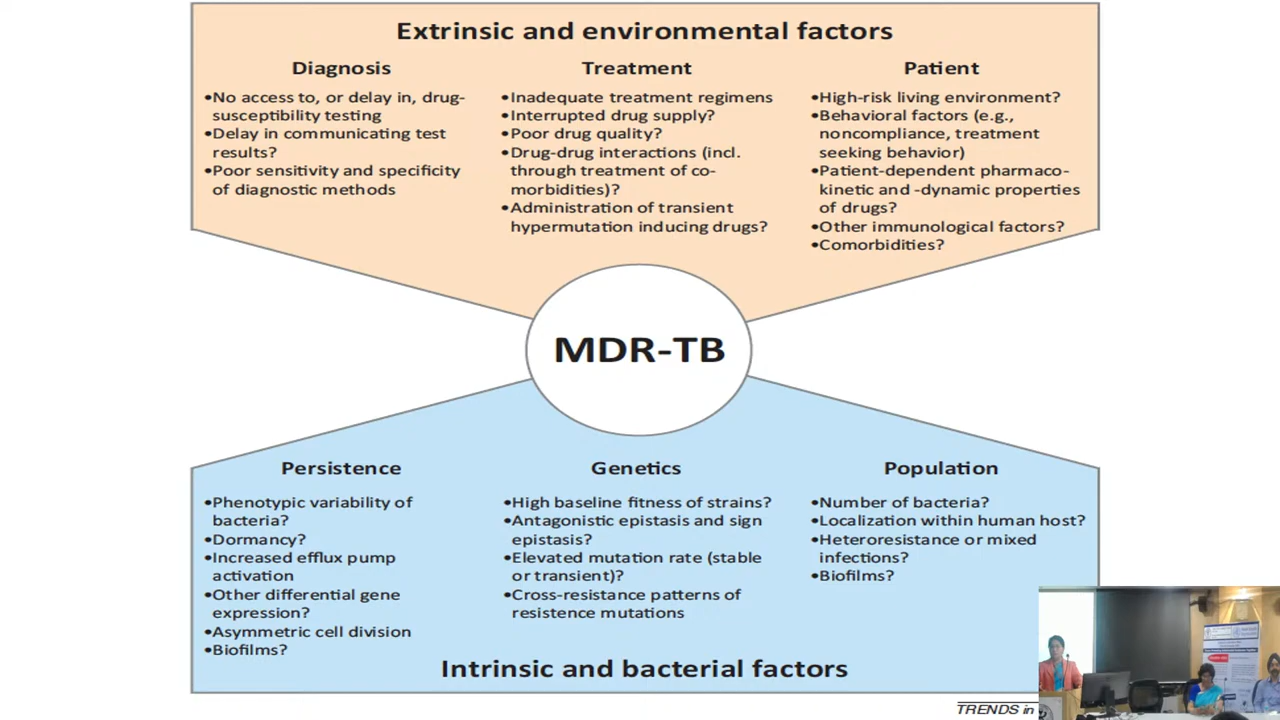 Extrinsic and environmental factors
Diagnosis
•No access to, or delay in, drug-
susceptibility testing
•Delay in communicating test
results?
•Poor sensitivity and specificity
of diagnostic methods
Treatment
•Inadequate treatment regimens
•Interrupted drug supply?
•Poor drug quality?
•Drug-drug interactions (incl.
through treatment of co-
morbidities)?
•Administration of transient
hypermutation inducing drugs?
Patient
•High-risk living environment?
•Behavioral factors (e.g.,
noncompliance, treatment
seeking behavior)
•Patient-dependent pharmaco-
kinetic and -dynamic properties
of drugs?
•Other immunological factors?
•Comorbidities?
MDR-TB
Persistence
•Phenotypic variability of
bacteria?
•Dormancy?
•Increased efflux pump
activation
•Other differential gene
expression?
•Asymmetric cell division
•Biofilms?
Genetics
•High baseline fitness of strains?
•Antagonistic epistasis and sign
epistasis?
•Elevated mutation rate (stable
or transient)?
•Cross-resistance patterns of
resistence mutations
Population
•Number of bacteria?
•Localization within human host?
•Heteroresistance or mixed
infections?
•Biofilms?
Intrinsic and bacterial factors
TRENDS in